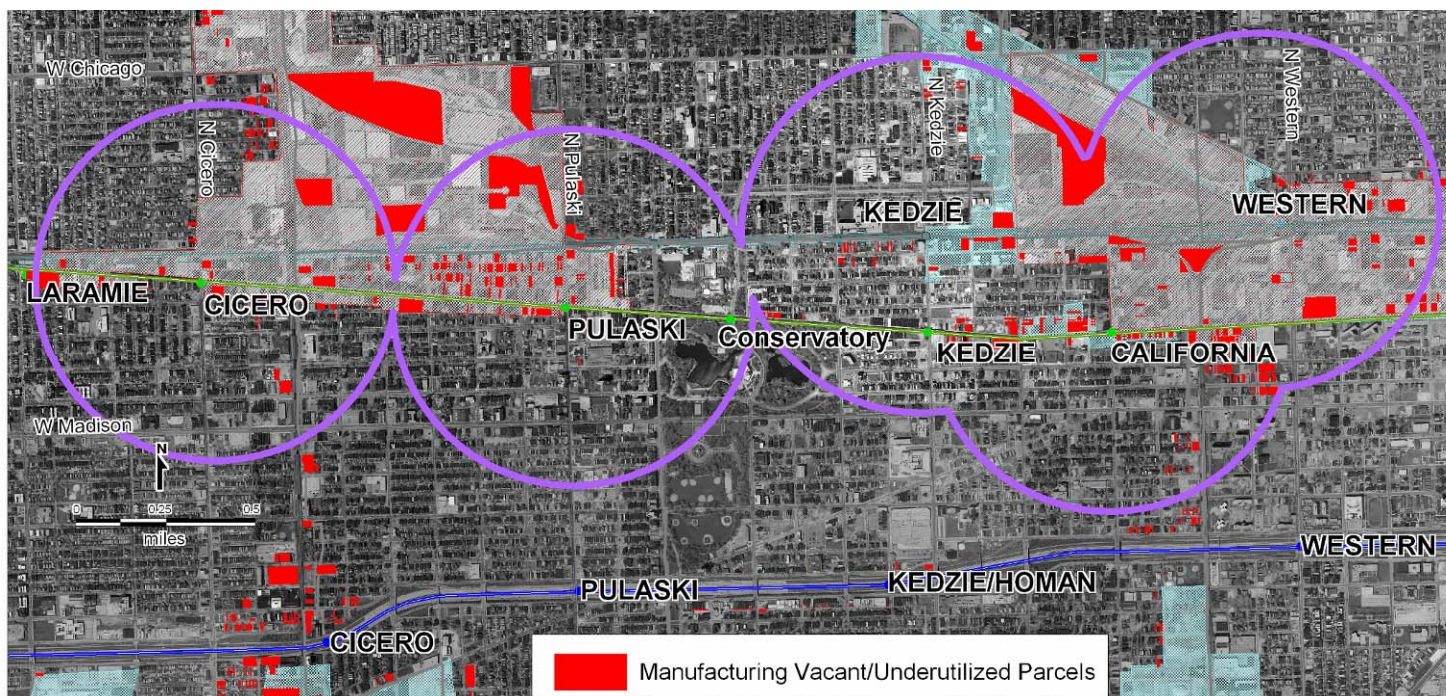 W Chicago
N Cicero
N Pulaski
N Kedzie
N Western
KEDZIE
WESTERN
LARAMIE
CICERO
PULASKI
Conservatory
KEDZIE
CALIFORNIA
W Madison
N
0 0.25 0.5
miles
WESTERN
PULASKI
KEDZIE/HOMAN
CICERO
Manufacturing Vacant/Underutilized Parcels